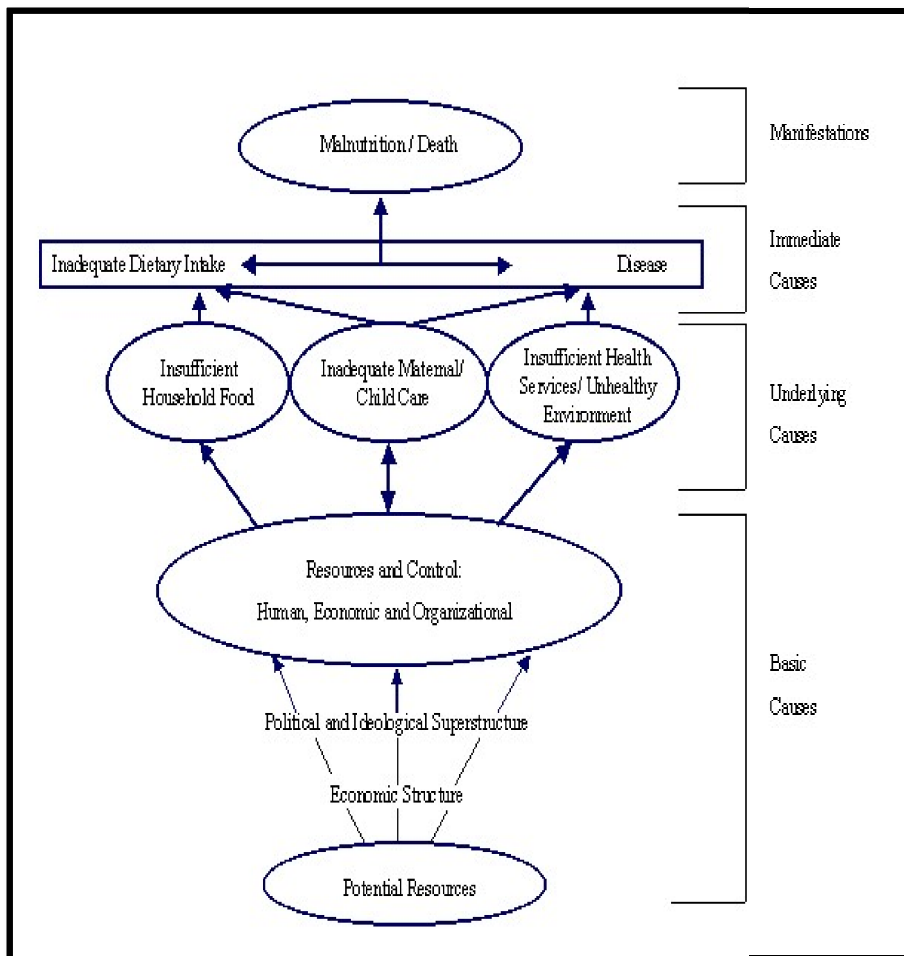 Malnutrition / Death
Manifestations
Inadequate Dietary Intake
Disease
Immediate
Causes
Insufficient
Household Food
Inadequate Maternal/
Child Care
Insufficient Health
Services/ Unhealthy
Environment
Underlying
Causes
Resources and Control:
Human, Economic and Organizational
Basic
Causes
Political and Ideological Superstructure
Economic Structure
Potential Resources